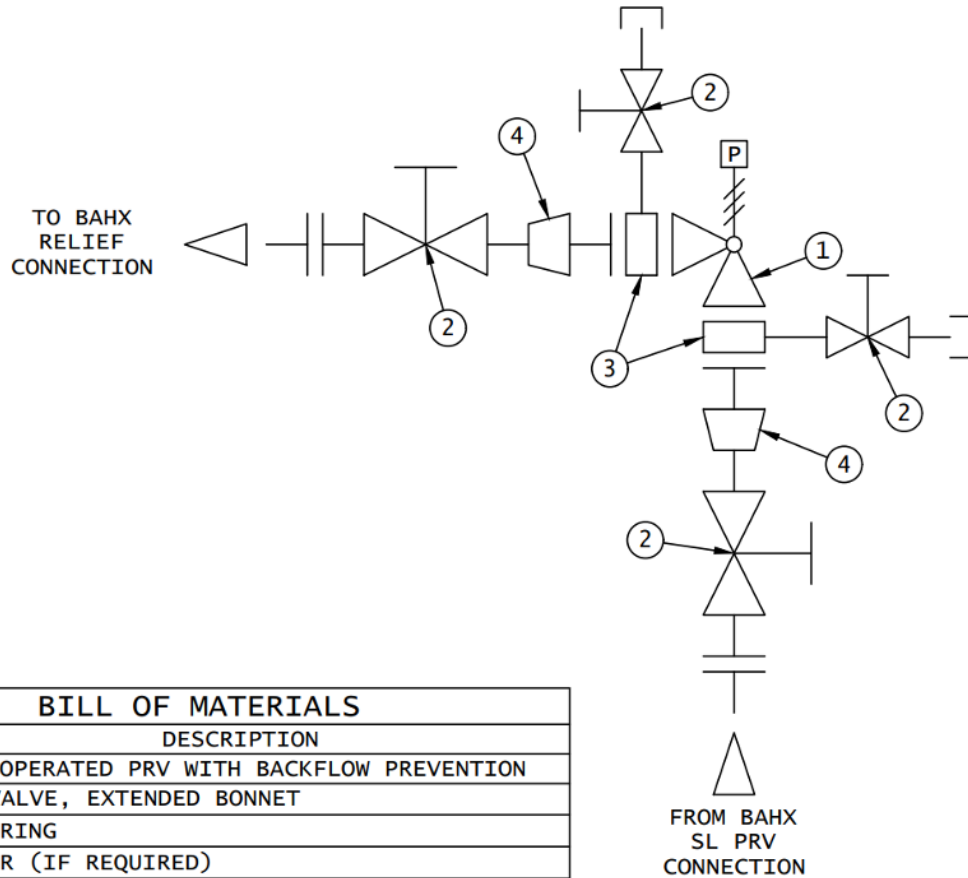 2
4
P
TO BAHX
RELIEF
CONNECTION
1
2
3
2
4
2
BILL OF MATERIALS
DESCRIPTION
OPERATED PRV WITH BACKFLOW PREVENTION
VALVE, EXTENDED BONNET
RING
R (IF REQUIRED)
FROM BAHX
SL PRV
CONNECTION